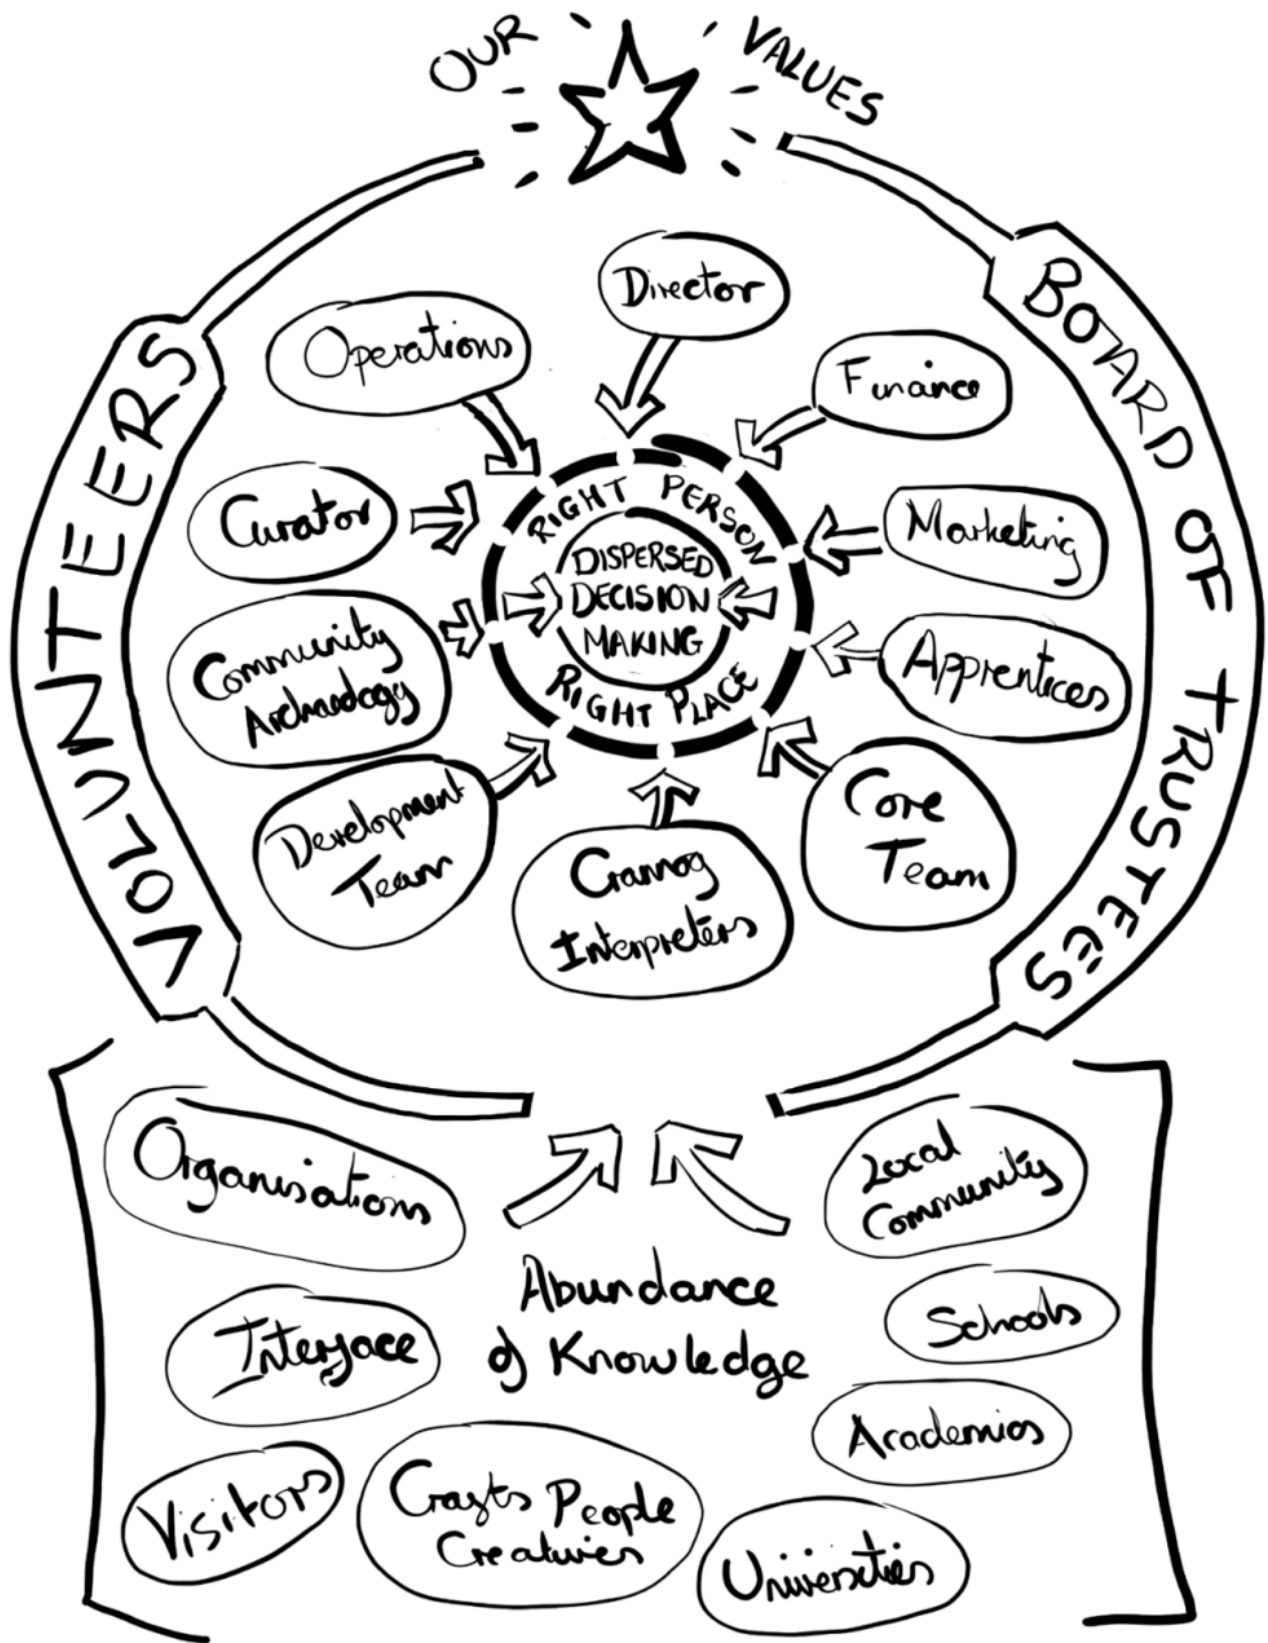 OUR VALUES
VOLUNTEERS
BOARD OF TRUSTEES
Director
Operations
Finance
Curator
Marketing
Community
Archaeology
Apprentices
Development
Team
Core
Team
Crannog
Interpreters
RIGHT PERSON
DISPERSED
DECISION
MAKING
RIGHT PLACE
Organisations
Local
Community
Abundance
of Knowledge
Interface
Schools
Academics
Visitors
Crafts People
Creatives
Universities